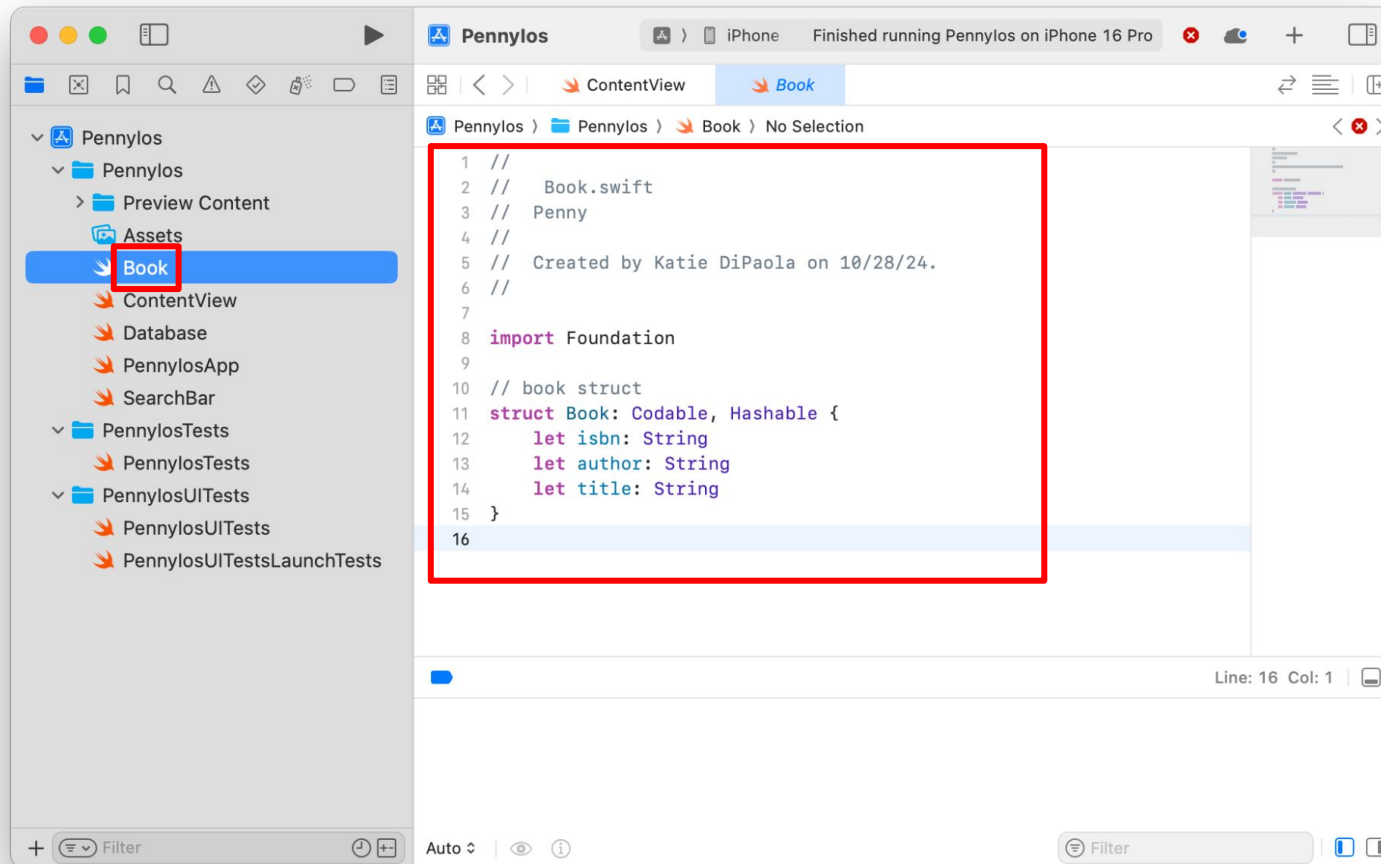 Pennylos
iPhone
Finished running Pennylos on iPhone 16 Pro
ContentView
Book
Pennylos
Pennylos
Book
No Selection
Pennylos
Pennylos
Preview Content
Assets
Book
ContentView
Database
PennylosApp
SearchBar
PennylosTests
PennylosTests
PennylosUITests
PennylosUITests
PennylosUITestsLaunchTests
1 //
2 // Book.swift
3 // Penny
4 //
5 // Created by Katie DiPaola on 10/28/24.
6 //
7
8 import Foundation
9
10 // book struct
11 struct Book: Codable, Hashable {
12 let isbn: String
13 let author: String
14 let title: String
15 }
16
Line: 16 Col: 1
Filter
Auto
Filter